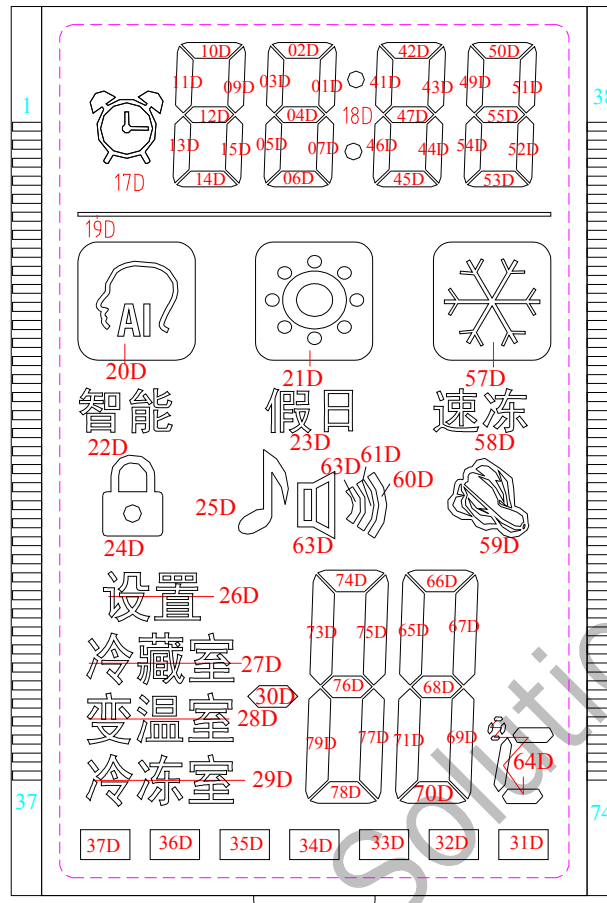 10D 02D 42D 50D
11D 09D 03D 01D 41D 43D 49D 51D
1 38
12D 04D 18D 47D 55D
13D 15D 05D 07D 46D 44D 54D 52D
17D 14D 06D 45D 53D
19D
AI
20D 21D 57D
智能 假日 速冻
22D 23D 58D
63D 61D 60D
25D
24D 63D 59D
设置 26D 74D 66D
73D 75D 65D 67D
冷藏室 27D
30D 76D 68D
变温室 28D
79D 77D 71D 69D
64D
冷冻室 29D
78D 70D
37 74
37D 36D 35D 34D 33D 32D 31D
Solutio